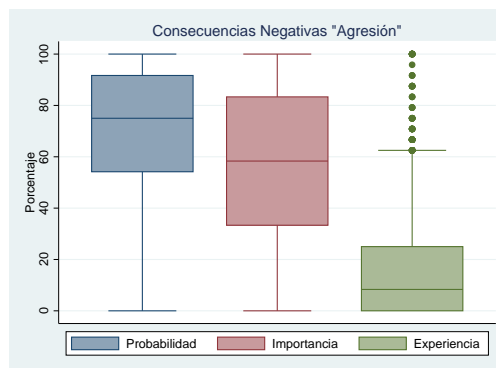 Consecuencias Negativas "Agresión"
Porcentaje
100
80
60
40
20
0
Probabilidad Importancia Experiencia